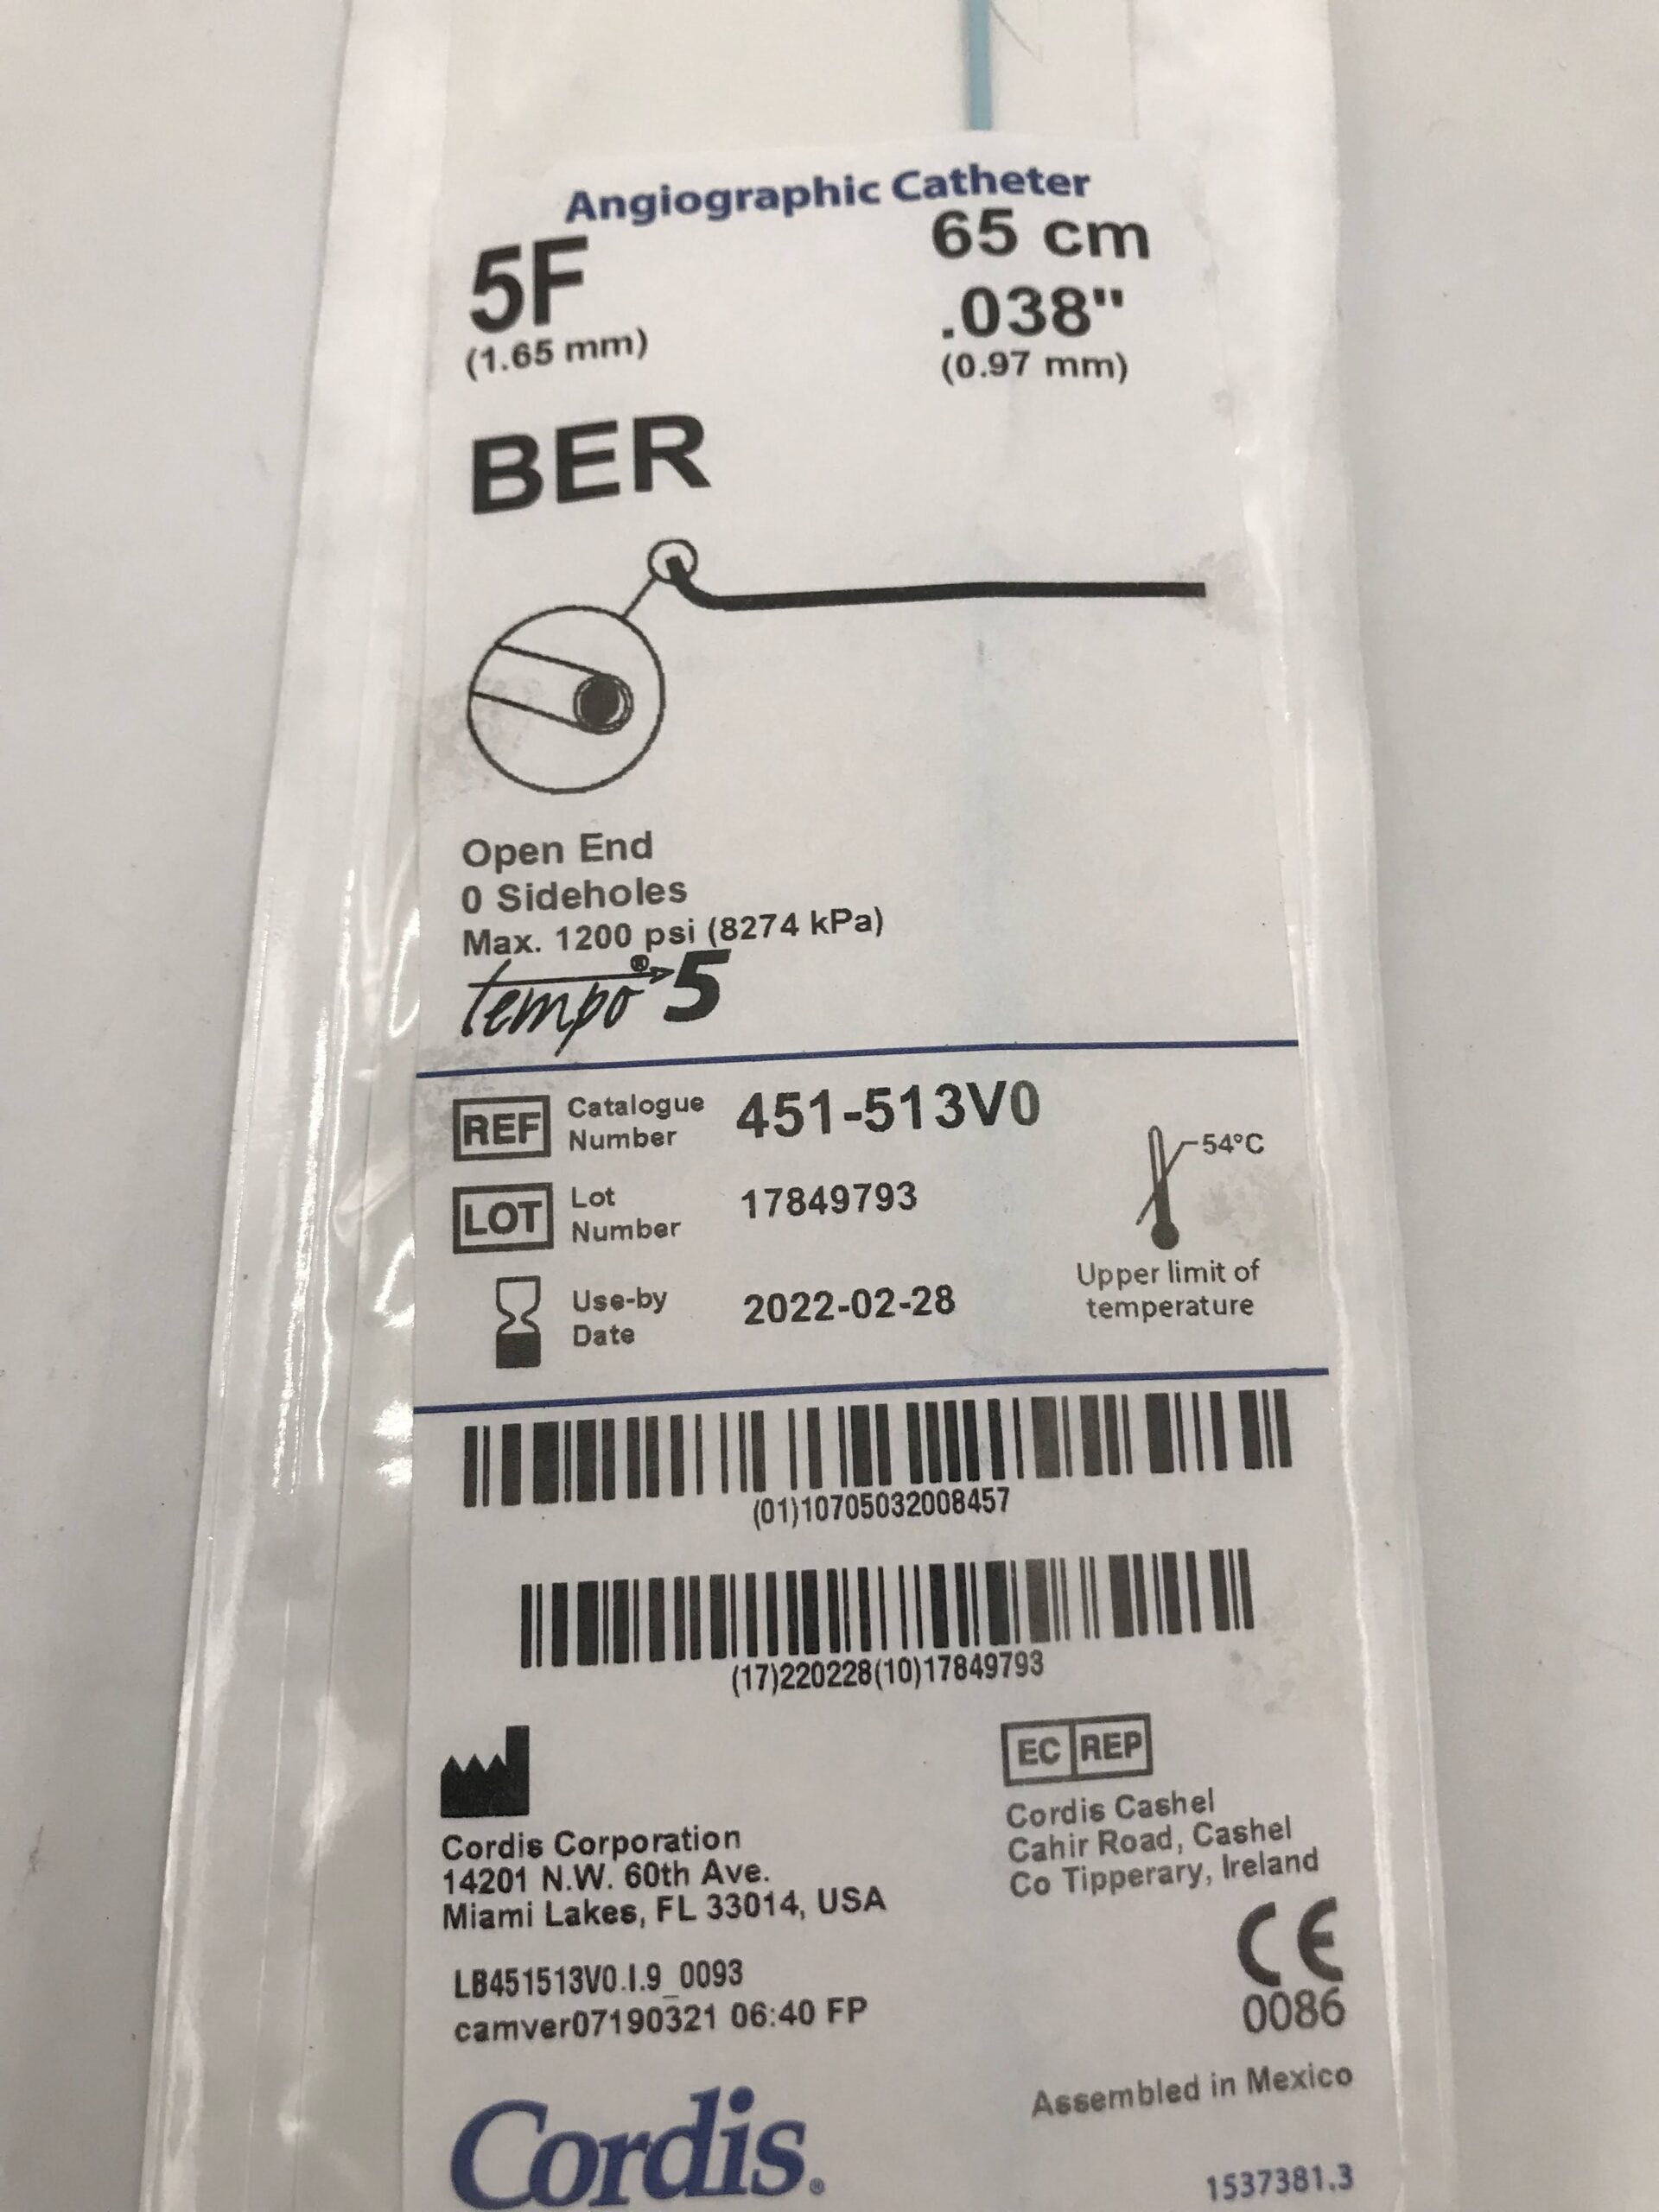 Angiographic Catheter
5F
(1.65 mm)
65 cm
.038"
(0.97 mm)
BER
Open End
0 Sideholes
Max. 1200 psi (8274 kPa)
tempo® 5
REF
Catalogue
Number
451-513V0
LOT
Lot
Number
17849793
Use-by
Date
2022-02-28
54°C
Upper limit of
temperature
(01)10705032008457
(17)220228(10)17849793
Cordis Corporation
14201 N.W. 60th Ave.
Miami Lakes, FL 33014, USA
EC REP
Cordis Cashel
Cahir Road, Cashel
Co Tipperary, Ireland
LB451513V0.I.9_0093
camver07190321 06:40 FP
CE
0086
Assembled in Mexico
Cordis®
1537381.3